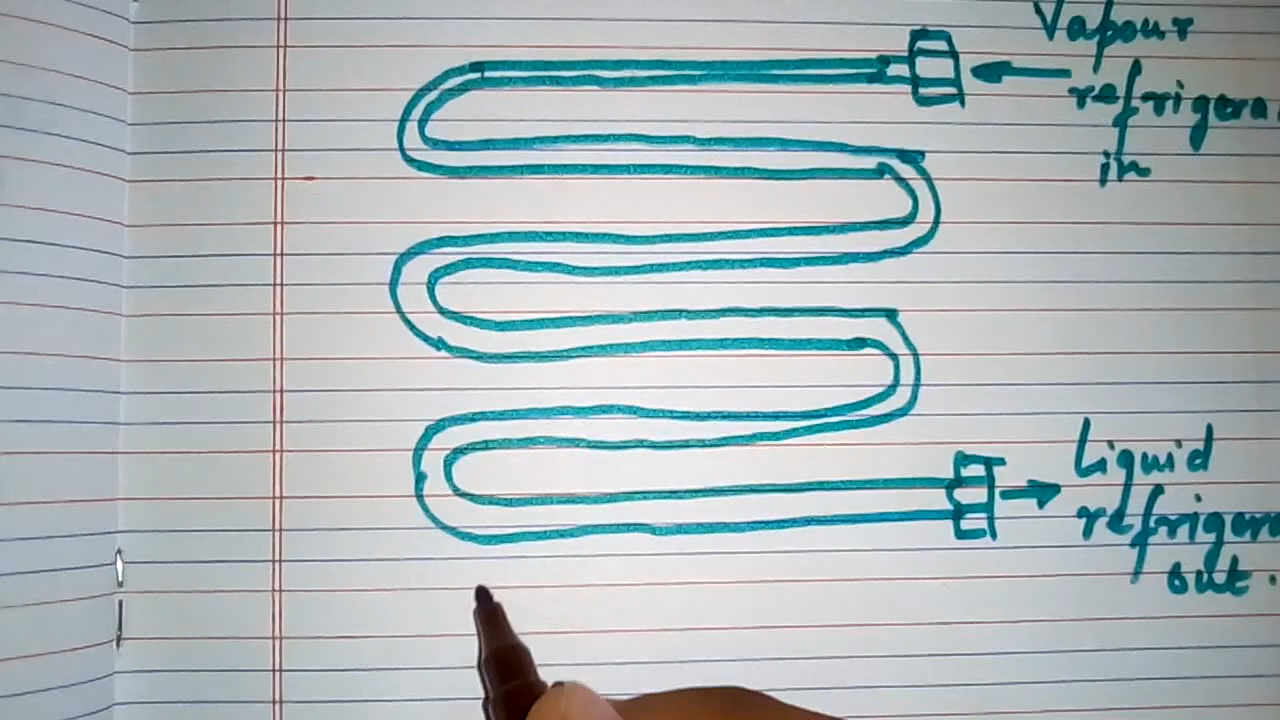 Vapour
refrigera
in
Liquid
refrigera
out.